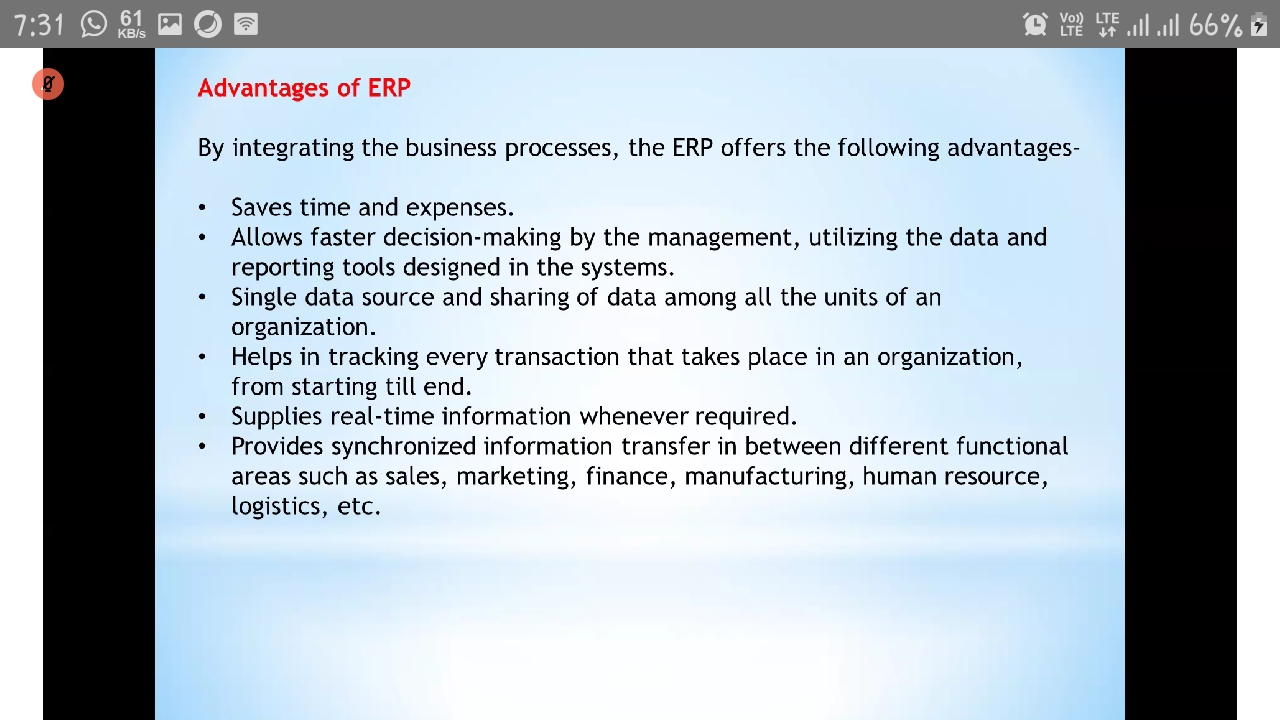 7:31 61 KB/s Vo)) LTE LTE 66%
Advantages of ERP
By integrating the business processes, the ERP offers the following advantages-
• Saves time and expenses.
• Allows faster decision-making by the management, utilizing the data and
reporting tools designed in the systems.
• Single data source and sharing of data among all the units of an
organization.
• Helps in tracking every transaction that takes place in an organization,
from starting till end.
• Supplies real-time information whenever required.
• Provides synchronized information transfer in between different functional
areas such as sales, marketing, finance, manufacturing, human resource,
logistics, etc.